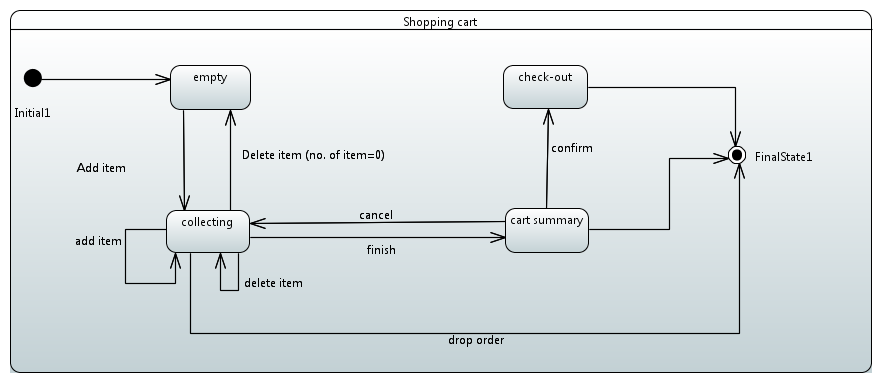 Shopping cart
empty
check-out
Initial1
confirm
Delete item (no. of item=0)
FinalState1
Add item
collecting
cancel
cart summary
add item
finish
delete item
drop order